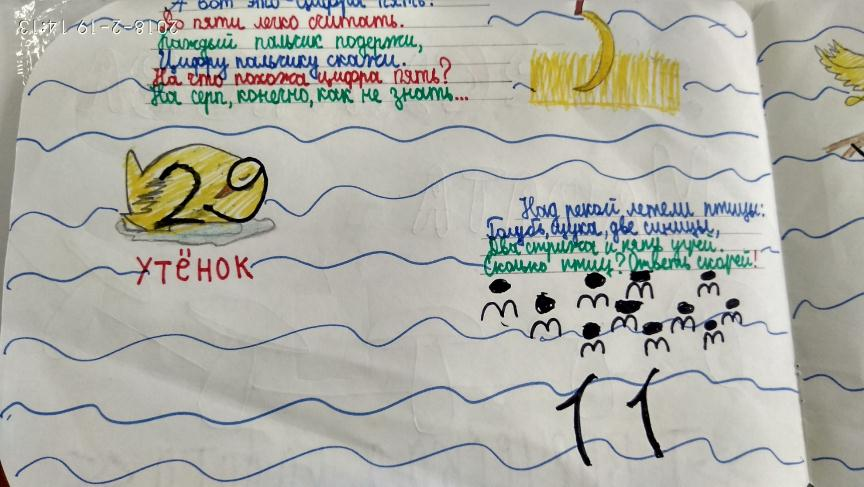 А вот это - цифра пять.
До пяти легко считать.
Каждый пальчик подержи,
Цифру пальчику скажи.
На что похожа цифра пять?
На серп, конечно, как не знать...
2018-2-19 14:13
29
УТЁНОК
Над рекой летели птицы:
Голубь, щука, две синицы,
Два стрижа и пять угрей.
Сколько птиц? Ответь скорей!
11